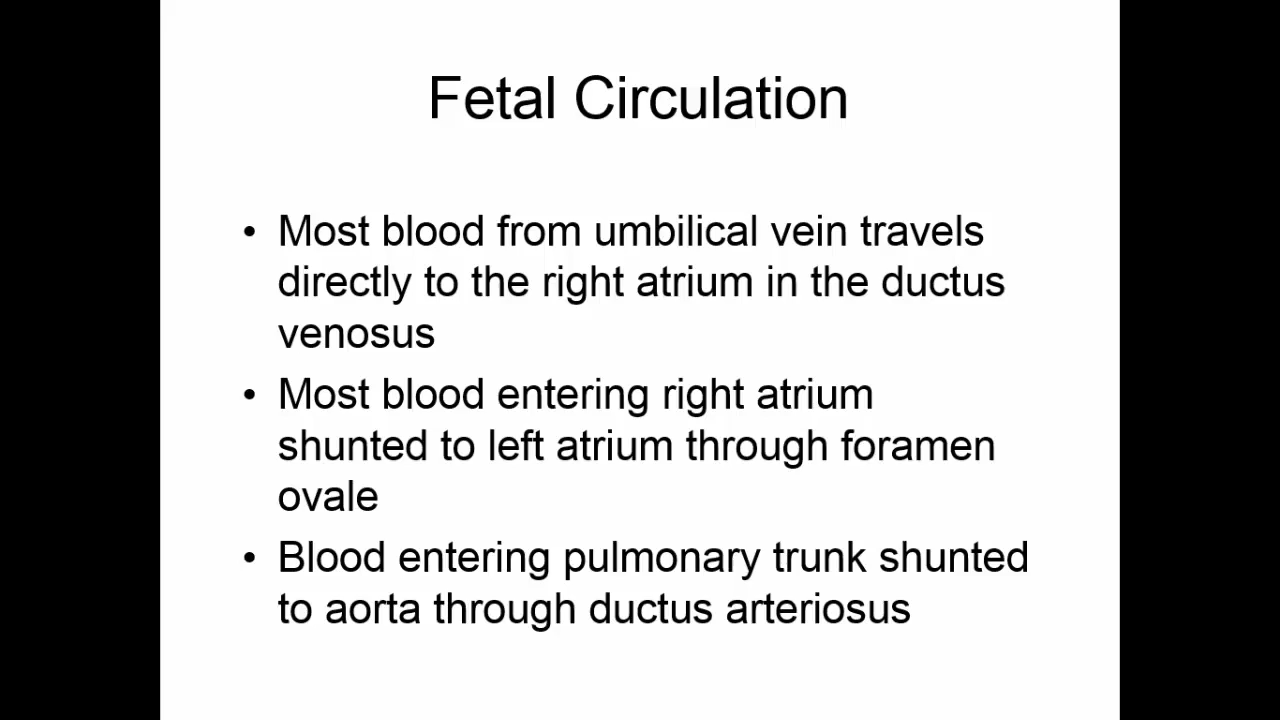 Fetal Circulation
• Most blood from umbilical vein travels
directly to the right atrium in the ductus
venosus
• Most blood entering right atrium
shunted to left atrium through foramen
ovale
• Blood entering pulmonary trunk shunted
to aorta through ductus arteriosus